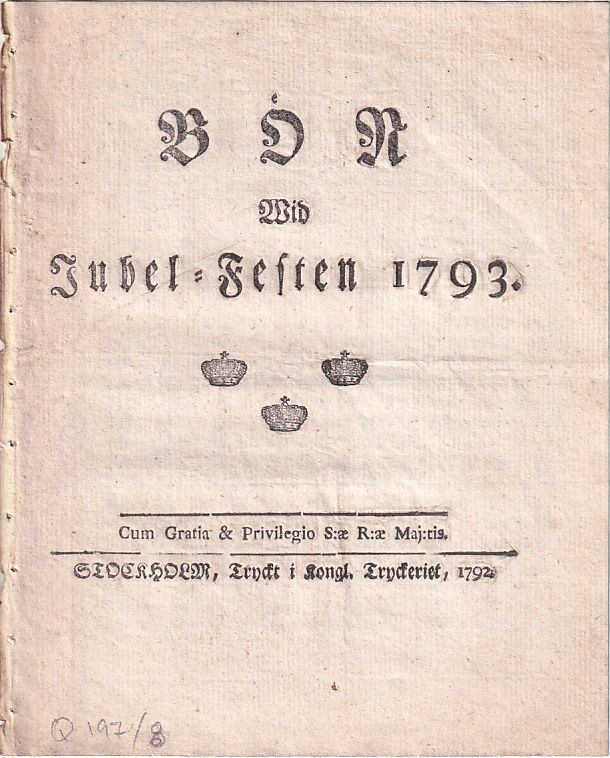 BÖN
Wid
Jubel-Festen 1793.
Cum Gratia & Privilegio S:æ R:æ Maj:tis.
STOCKHOLM, Tryckt i Kongl. Tryckeriet, 1792.
Q 197/8